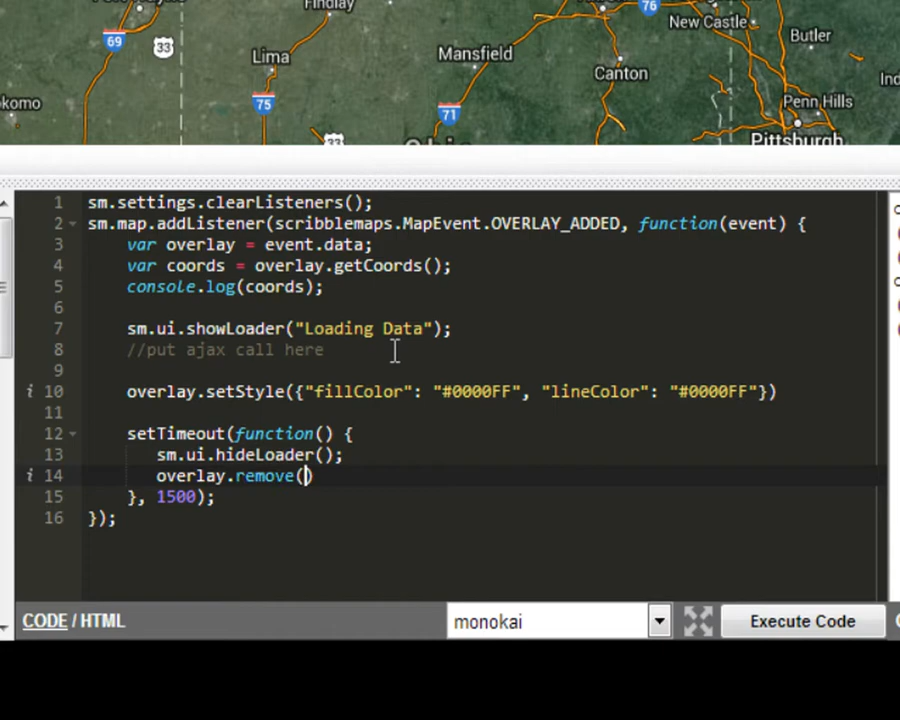 Findlay
76
New Castle
69
33
Lima
Mansfield
Butler
Canton
75
Penn Hills
71
Pittsburgh
1 sm.settings.clearListeners();
2 sm.map.addListener(scribblemaps.MapEvent.OVERLAY_ADDED, function(event) {
3 var overlay = event.data;
4 var coords = overlay.getCoords();
5 console.log(coords);
6
7 sm.ui.showLoader("Loading Data");
8 //put ajax call here
9
10 overlay.setStyle({"fillColor": "#0000FF", "lineColor": "#0000FF"})
11
12 setTimeout(function() {
13 sm.ui.hideLoader();
14 overlay.remove()
15 }, 1500);
16 });
CODE / HTML
monokai
Execute Code